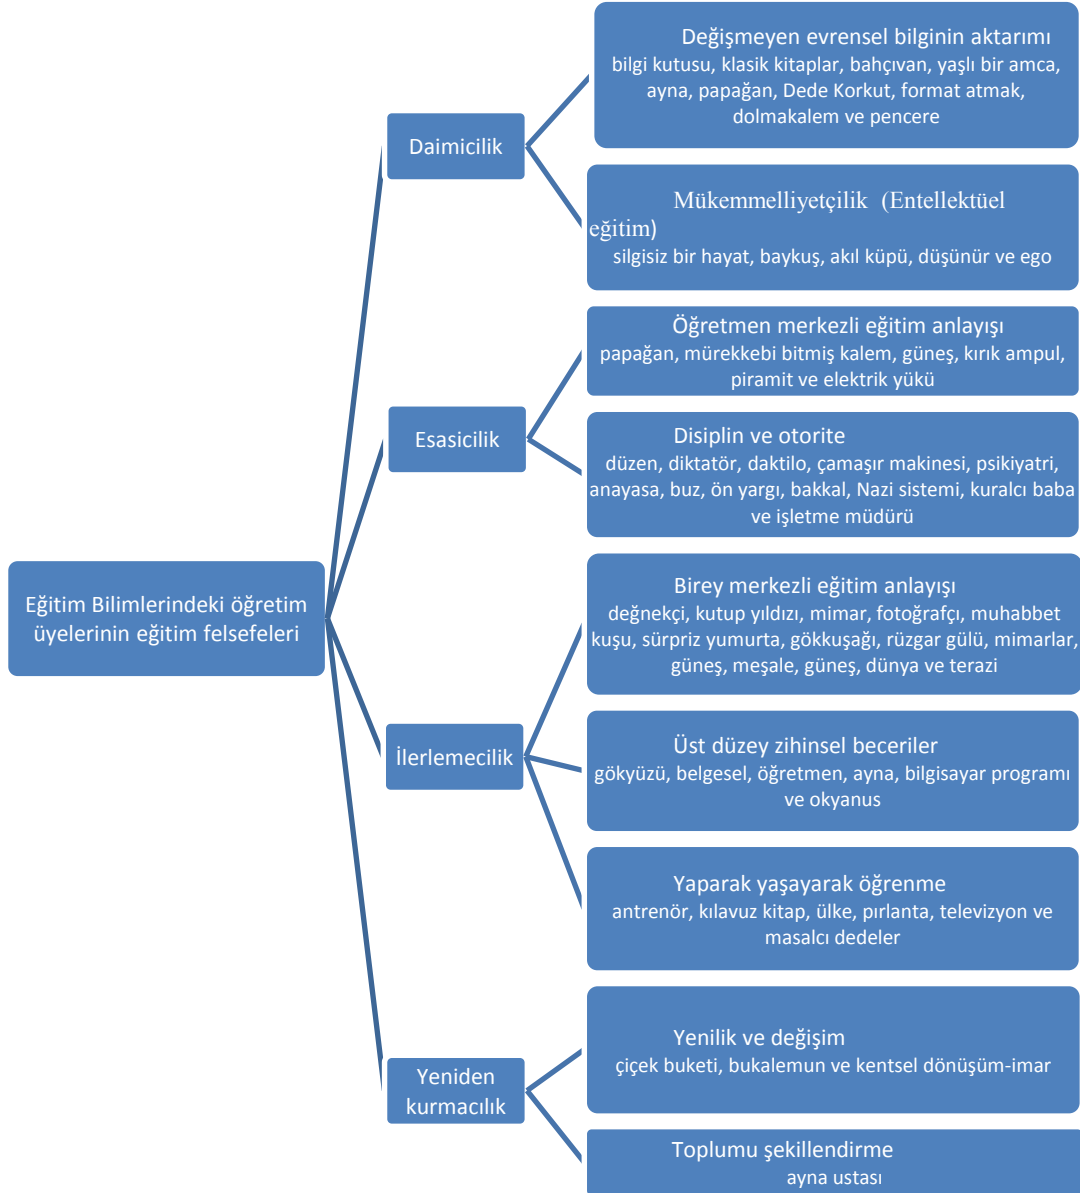 Değişmeyen evrensel bilginin aktarımı
bilgi kutusu, klasik kitaplar, bahçıvan, yaşlı bir amca,
ayna, papağan, Dede Korkut, format atmak,
dolmakalem ve pencere
Daimicilik
Mükemmelliyetçilik (Entellektüel
eğitim)
silgisiz bir hayat, baykuş, akıl küpü, düşünür ve ego
Öğretmen merkezli eğitim anlayışı
papağan, mürekkebi bitmiş kalem, güneş, kırık ampul,
piramit ve elektrik yükü
Esasicilik
Disiplin ve otorite
düzen, diktatör, daktilo, çamaşır makinesi, psikiyatri,
anayasa, buz, ön yargı, bakkal, Nazi sistemi, kuralcı baba
ve işletme müdürü
Eğitim Bilimlerindeki öğretim
üyelerinin eğitim felsefeleri
Birey merkezli eğitim anlayışı
değnekçi, kutup yıldızı, mimar, fotoğrafçı, muhabbet
kuşu, sürpriz yumurta, gökkuşağı, rüzgar gülü, mimarlar,
güneş, meşale, güneş, dünya ve terazi
İlerlemecilik
Üst düzey zihinsel beceriler
gökyüzü, belgesel, öğretmen, ayna, bilgisayar programı
ve okyanus
Yaparak yaşayarak öğrenme
antrenör, kılavuz kitap, ülke, pırlanta, televizyon ve
masalcı dedeler
Yenilik ve değişim
çiçek buketi, bukalemun ve kentsel dönüşüm-imar
Yeniden
kurmacılık
Toplumu şekillendirme
ayna ustası